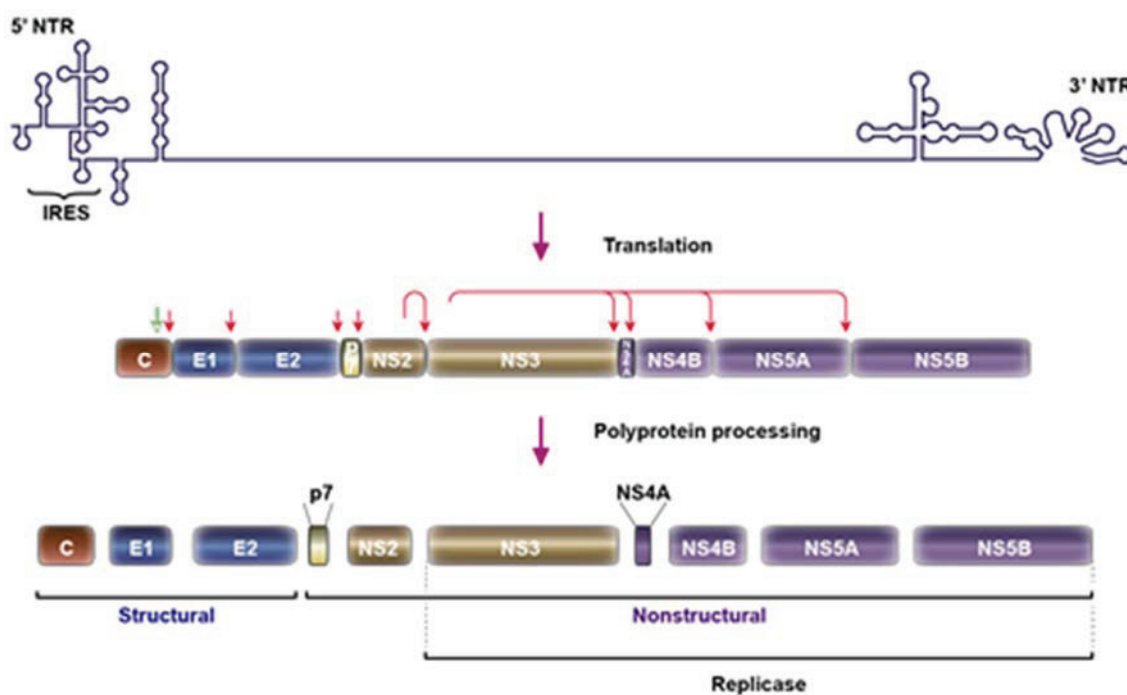 5' NTR
3' NTR
IRES
Translation
C E1 E2 P7 NS2 NS3 NS4B NS5A NS5B
Polyprotein processing
p7 NS4A
C E1 E2 NS2 NS3 NS4B NS5A NS5B
Structural Nonstructural
Replicase